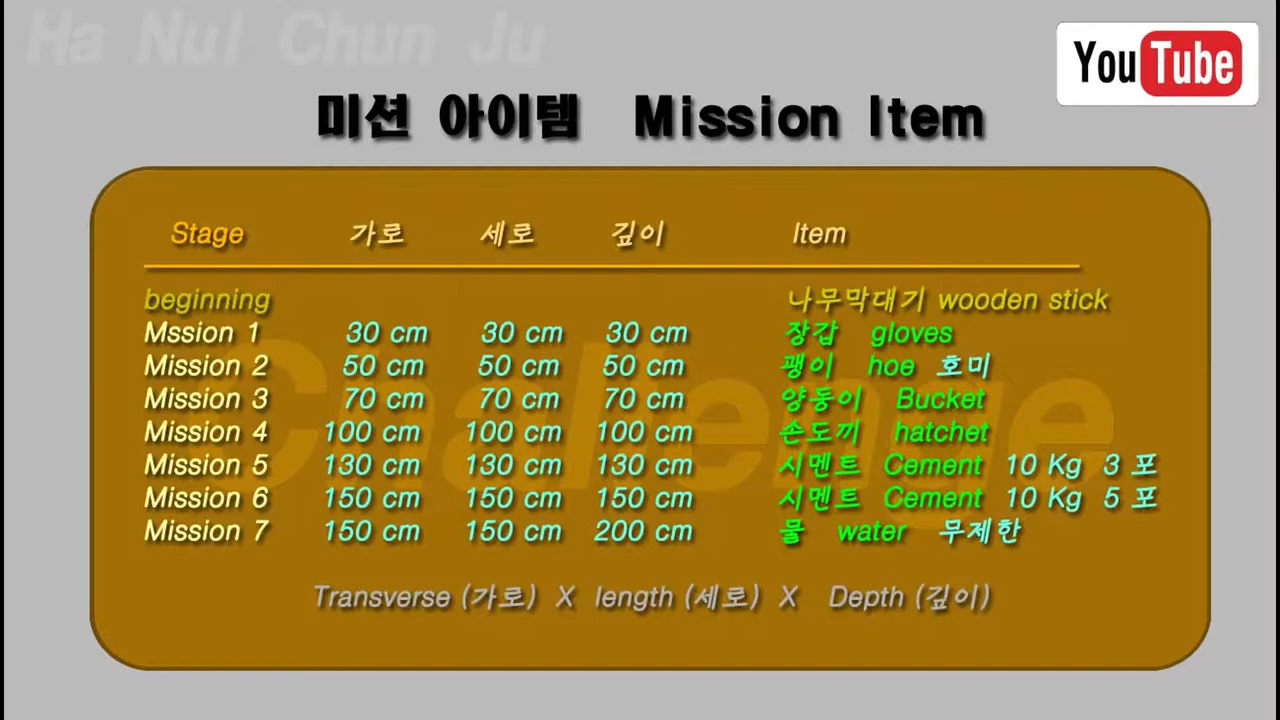 Ha Nul Chun Ju
YouTube
미션 아이템 Mission Item
Stage 가로 세로 깊이 Item
beginning 나무막대기 wooden stick
Mssion 1 30 cm 30 cm 30 cm 장갑 gloves
Mission 2 50 cm 50 cm 50 cm 괭이 hoe 호미
Mission 3 70 cm 70 cm 70 cm 양동이 Bucket
Mission 4 100 cm 100 cm 100 cm 손도끼 hatchet
Mission 5 130 cm 130 cm 130 cm 시멘트 Cement 10 Kg 3 포
Mission 6 150 cm 150 cm 150 cm 시멘트 Cement 10 Kg 5 포
Mission 7 150 cm 150 cm 200 cm 물 water 무제한
Challenge
Transverse (가로) X length (세로) X Depth (깊이)